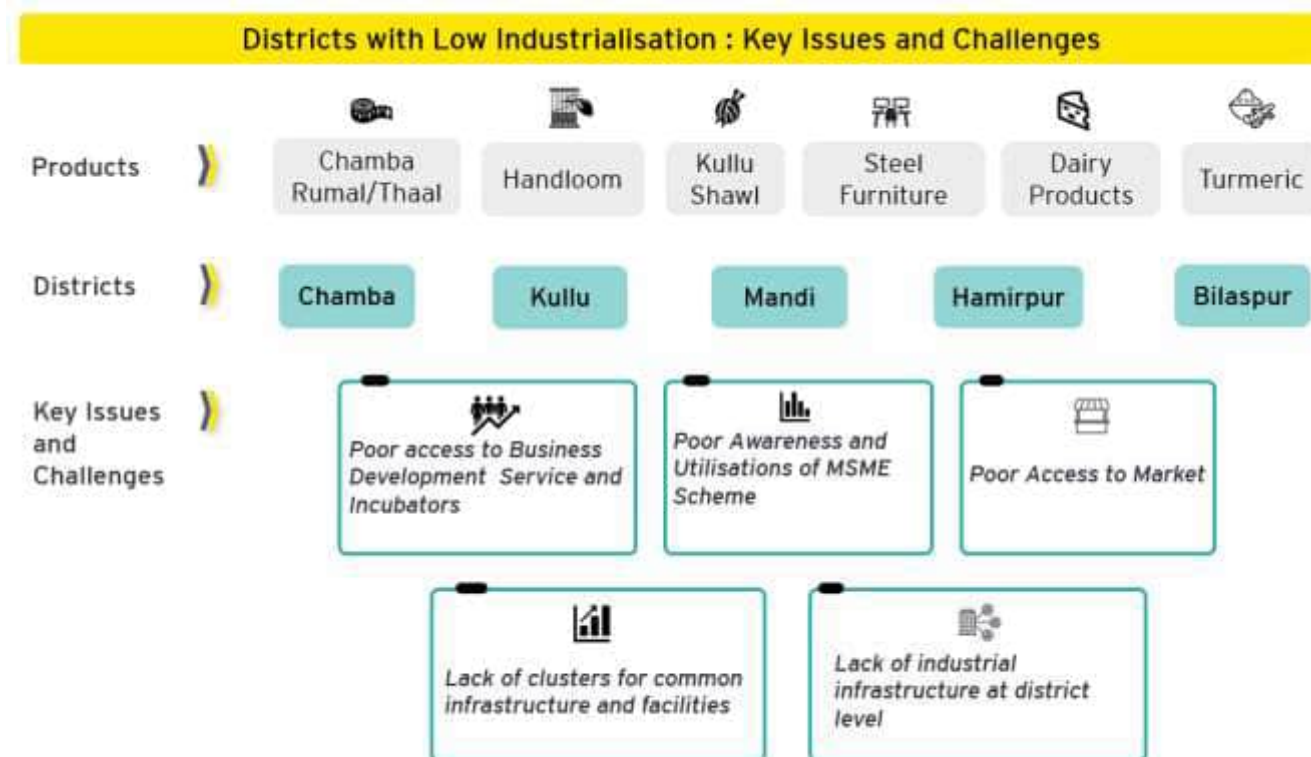 Districts with Low Industrialisation : Key Issues and Challenges
Products
Chamba
Rumal/Thaal
Handloom
Kullu
Shawl
Steel
Furniture
Dairy
Products
Turmeric
Districts
Chamba
Kullu
Mandi
Hamirpur
Bilaspur
Key Issues
and
Challenges
Poor access to Business
Development Service and
Incubators
Poor Awareness and
Utilisations of MSME
Scheme
Poor Access to Market
Lack of clusters for common
infrastructure and facilities
Lack of industrial
infrastructure at district
level